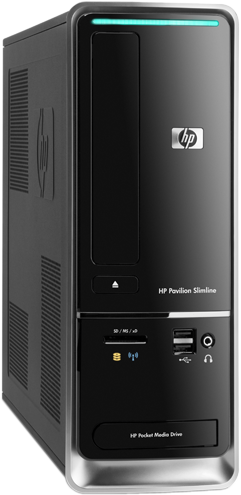 hp
HP Pavilion Slimline
SD / MS / xD
HP Pocket Media Drive